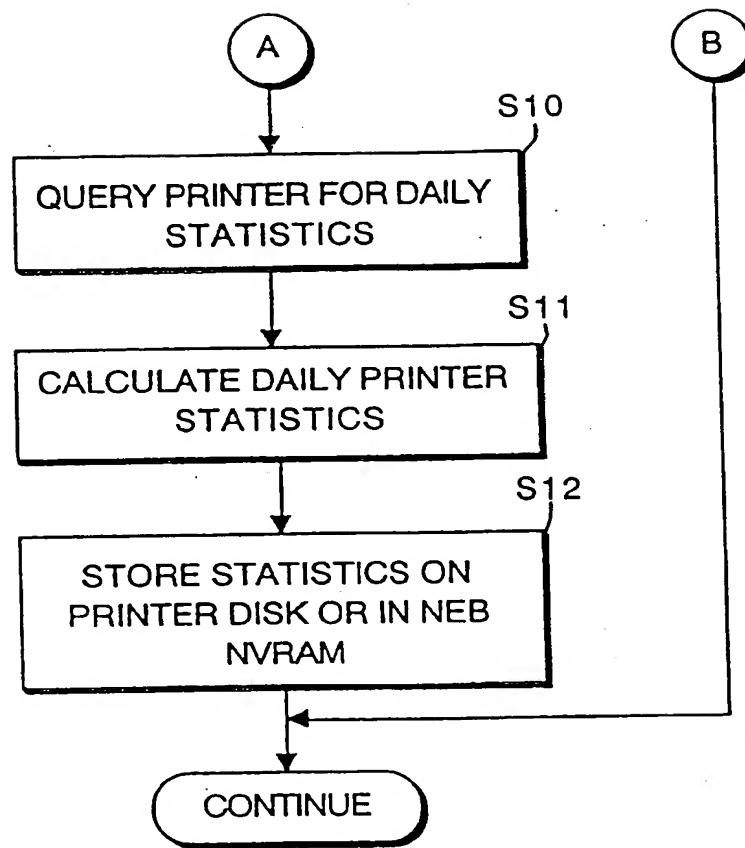 A
B
S10
QUERY PRINTER FOR DAILY
STATISTICS
S11
CALCULATE DAILY PRINTER
STATISTICS
S12
STORE STATISTICS ON
PRINTER DISK OR IN NEB
NVRAM
CONTINUE